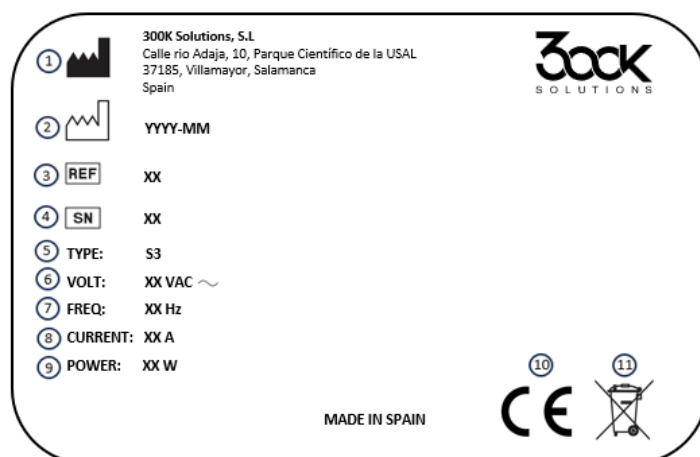 300K Solutions, S.L
Calle rio Adaja, 10, Parque Científico de la USAL
37185, Villamayor, Salamanca
Spain
300K
SOLUTIONS
1
2 YYYY-MM
3 REF XX
4 SN XX
5 TYPE: S3
6 VOLT: XX VAC ~
7 FREQ: XX Hz
8 CURRENT: XX A
9 POWER: XX W
10 11
MADE IN SPAIN CE